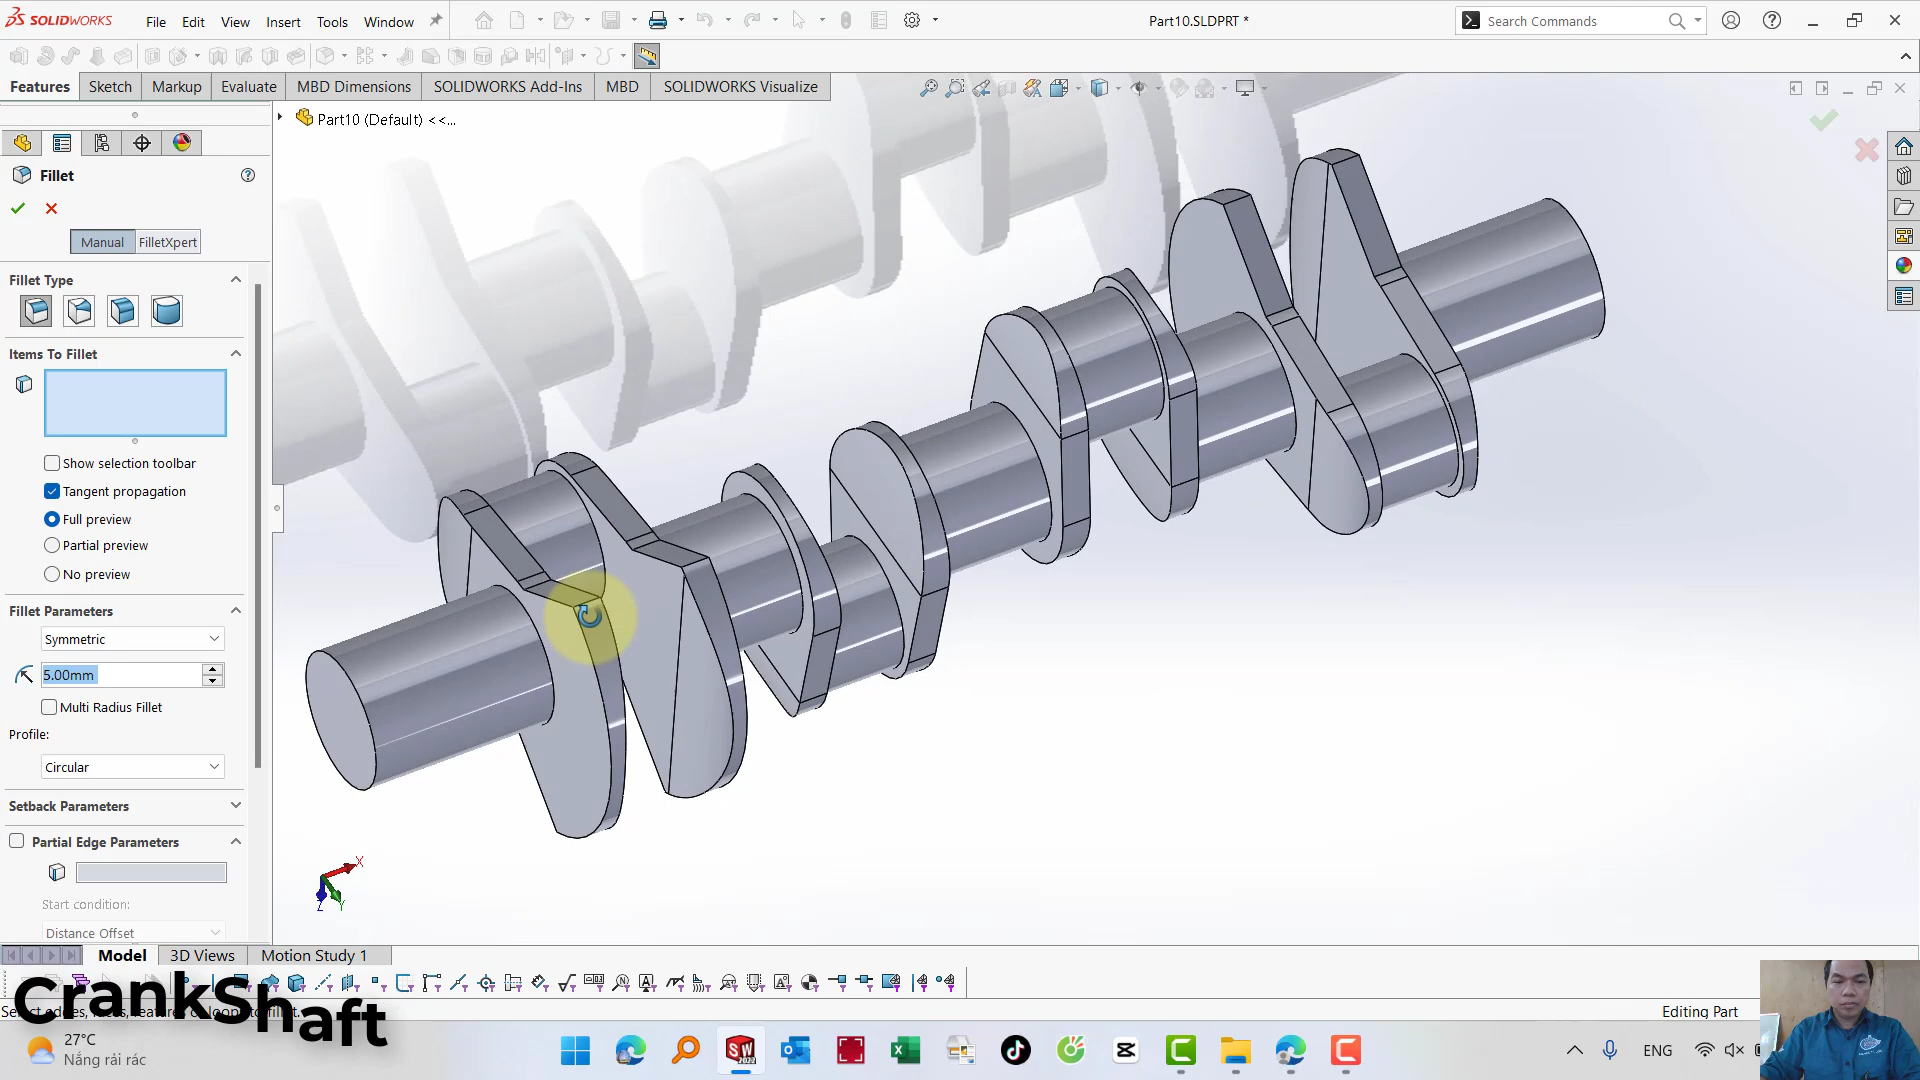 SOLIDWORKS
File Edit View Insert Tools Window
Part10.SLDPRT *
Search Commands
Features Sketch Markup Evaluate MBD Dimensions SOLIDWORKS Add-Ins MBD SOLIDWORKS Visualize
Part10 (Default) <<...
Fillet
Manual FilletXpert
Fillet Type
Items To Fillet
Show selection toolbar
Tangent propagation
Full preview
Partial preview
No preview
Fillet Parameters
Symmetric
5.00mm
Multi Radius Fillet
Profile:
Circular
Setback Parameters
Partial Edge Parameters
Start condition:
Distance Offset
X
Y
Z
Model 3D Views Motion Study 1
CrankShaft
Editing Part
27°C
Nắng rải rác
ENG